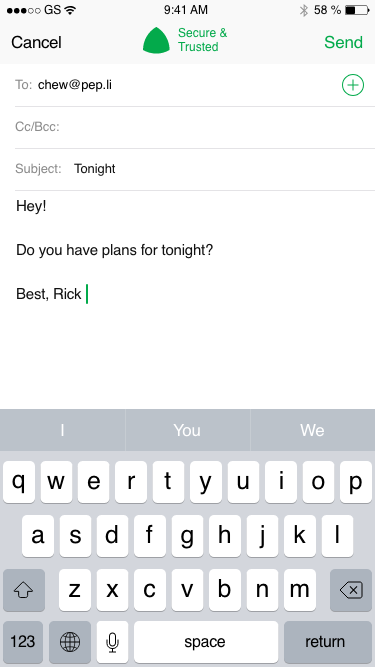 GS 9:41 AM 58 %
Cancel
Secure &
Trusted
Send
To: chew@pep.li
Cc/Bcc:
Subject: Tonight
Hey!
Do you have plans for tonight?
Best, Rick
I You We
q w e r t y u i o p
a s d f g h j k l
z x c v b n m
123 space return